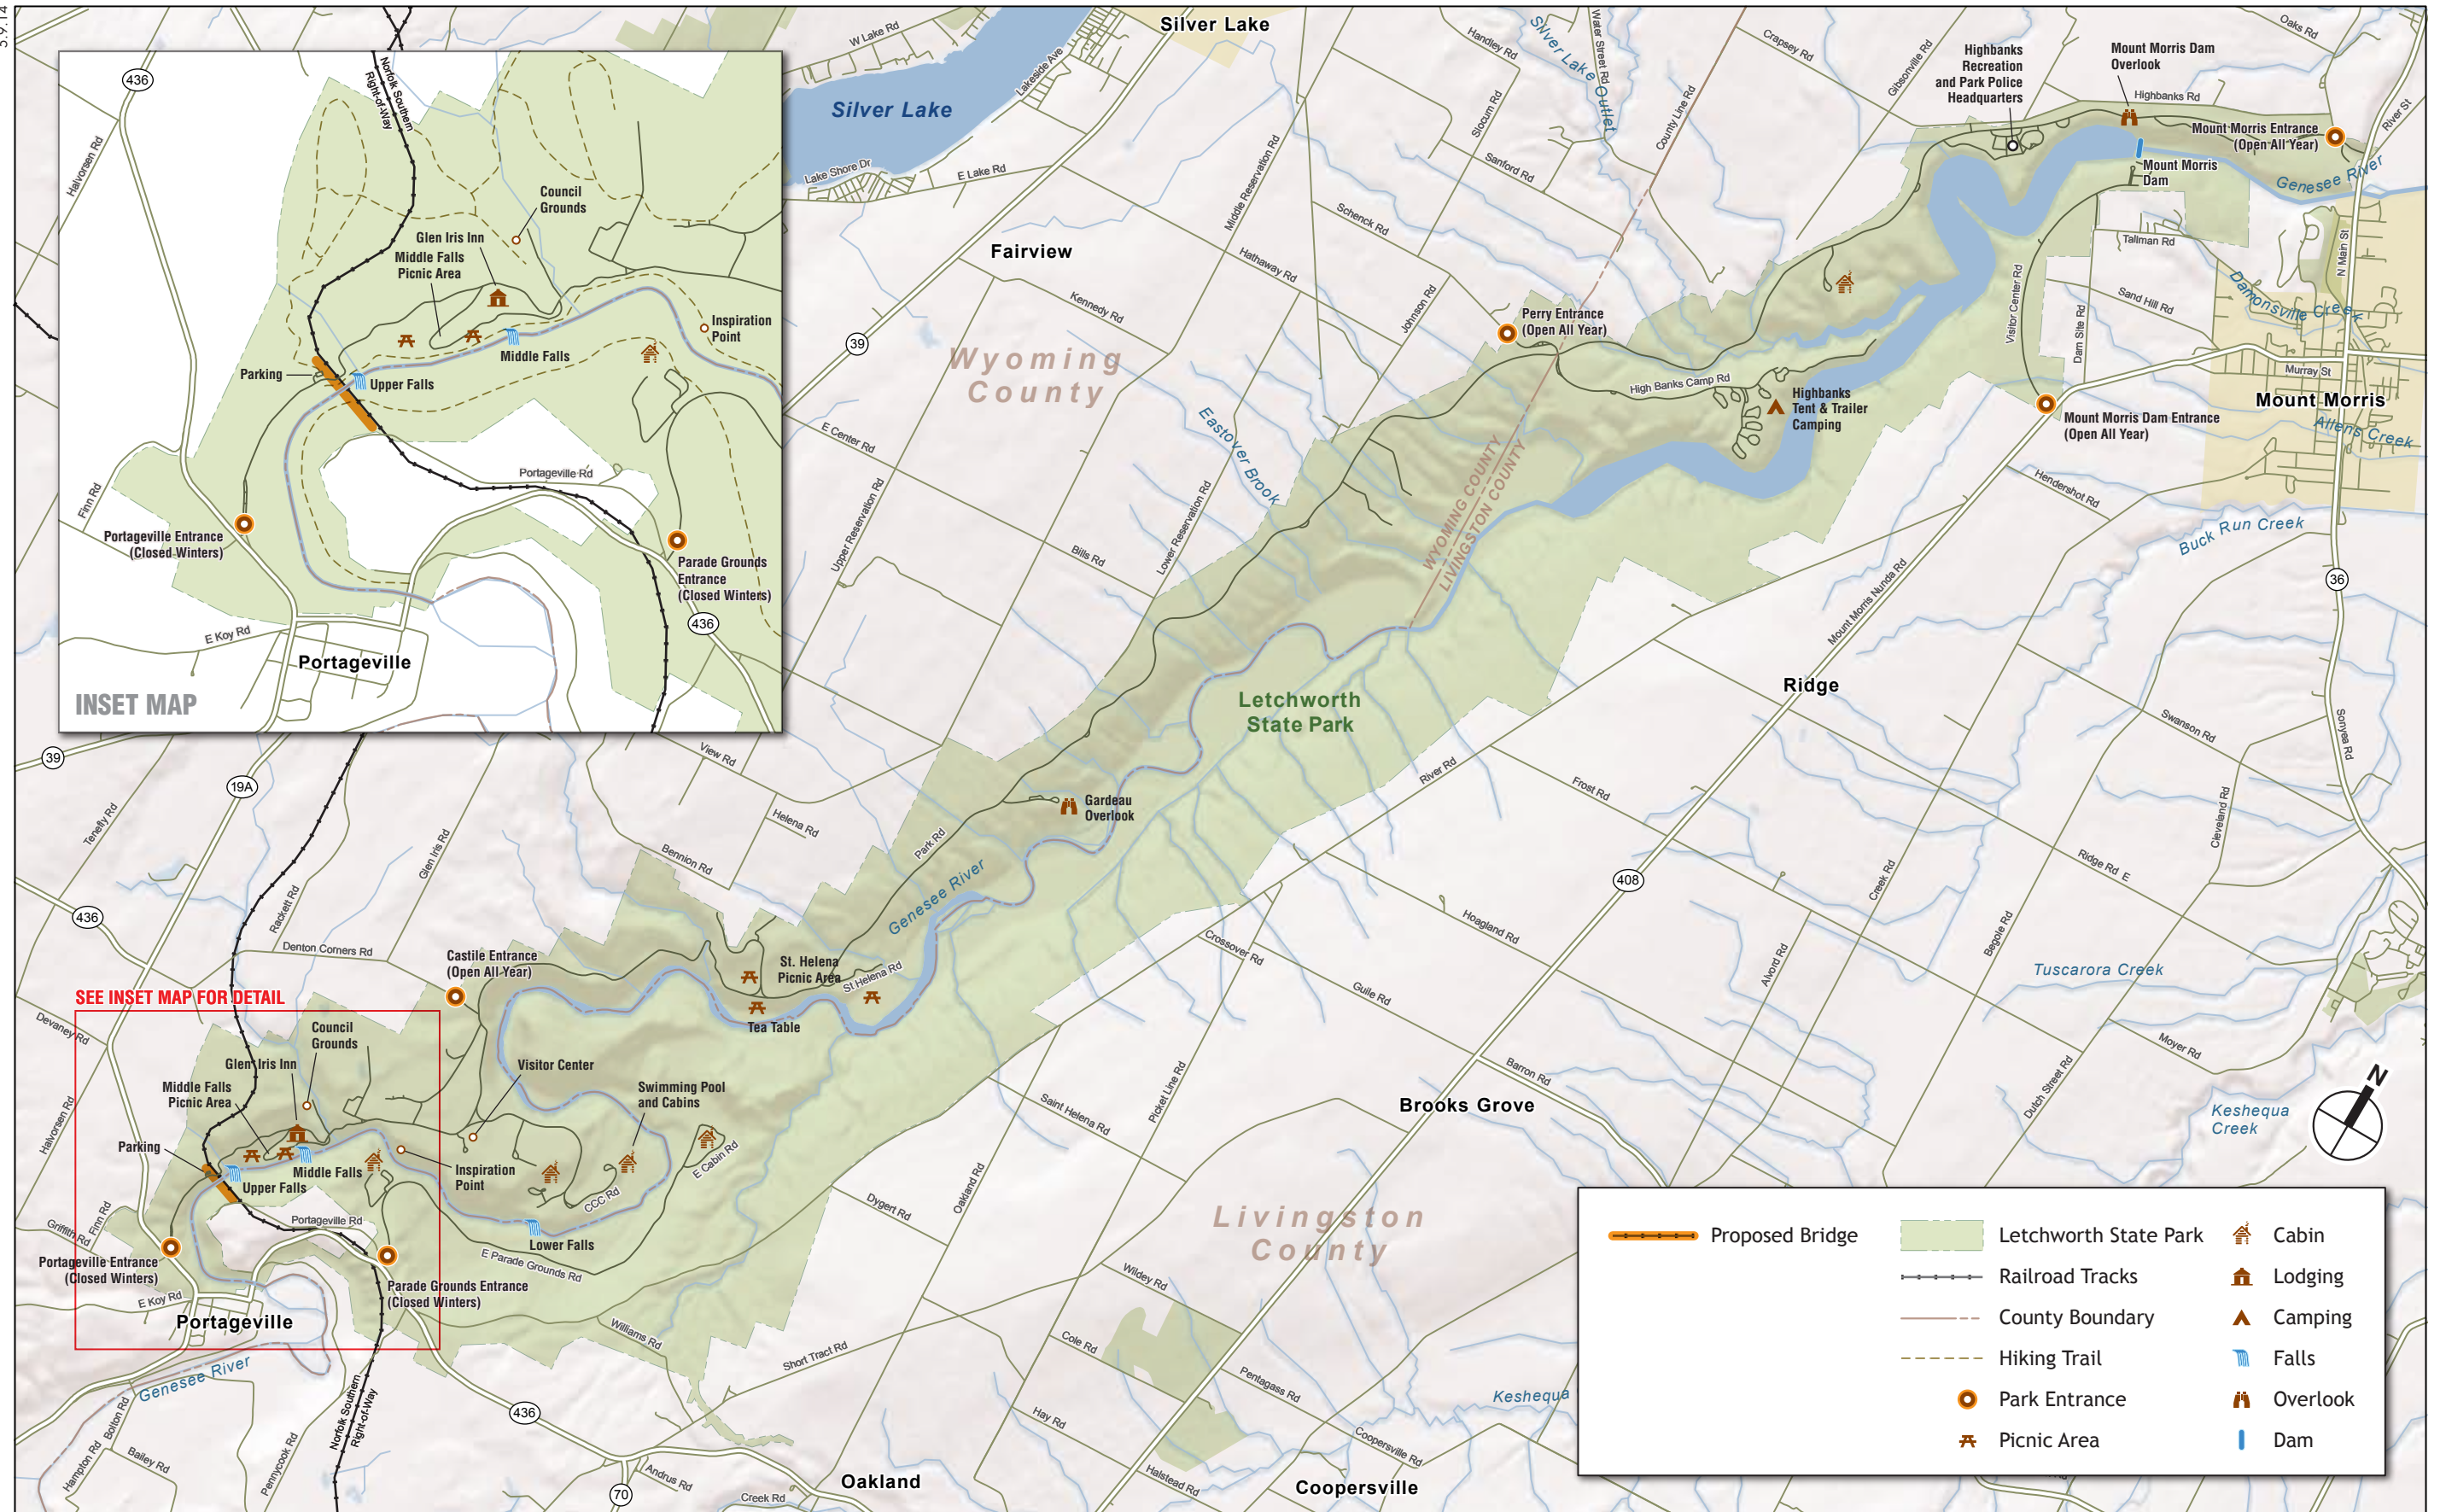 5.9.14
Silver Lake
W Lake Rd
Lakeside Ave
Silver Lake
Lake Shore Dr
E Lake Rd
Handley Rd
Silver Lake Outlet
Water Street Rd
County Line Rd
Crapsey Rd
Gibsonville Rd
Oaks Rd
Highbanks
Recreation
and Park Police
Headquarters
Mount Morris Dam
Overlook
Highbanks Rd
Mount Morris Entrance
(Open All Year)
River St
Mount Morris
Dam
Genesee River
Slocum Rd
Sanford Rd
Middle Reservation Rd
Schenck Rd
Hathaway Rd
Fairview
Kennedy Rd
Johnson Rd
39
Wyoming
County
Perry Entrance
(Open All Year)
High Banks Camp Rd
Highbanks
Tent & Trailer
Camping
Visitor Center Rd
Dam Site Rd
Tallman Rd
Sand Hill Rd
N Main St
Damonsville Creek
Murray St
Mount Morris
Allens Creek
Mount Morris Dam Entrance
(Open All Year)
Hendershot Rd
Buck Run Creek
36
Mount Morris Nunda Rd
E Center Rd
Eastover Brook
Upper Reservation Rd
Lower Reservation Rd
Bills Rd
WYOMING COUNTY
LIVINGSTON COUNTY
Letchworth
State Park
Ridge
Swanson Rd
Sonyea Rd
River Rd
Frost Rd
Cleveland Rd
Ridge Rd E
408
Creek Rd
Begole Rd
Hoagland Rd
Alvord Rd
Tuscarora Creek
Moyer Rd
Dutch Street Rd
Keshequa
Creek
N
436
Halvorsen Rd
Norfolk Southern
Right-of-Way
Council
Grounds
Glen Iris Inn
Middle Falls
Picnic Area
Inspiration
Point
Middle Falls
Parking
Upper Falls
Portageville Rd
Finn Rd
Portageville Entrance
(Closed Winters)
Parade Grounds
Entrance
(Closed Winters)
436
E Koy Rd
Portageville
INSET MAP
39
19A
View Rd
Helena Rd
Bennion Rd
Park Rd
Gardeau
Overlook
Genesee River
Tenefly Rd
Glen Iris Rd
Rackett Rd
436
Denton Corners Rd
Castile Entrance
(Open All Year)
St. Helena
Picnic Area
St Helena Rd
Tea Table
Crossover Rd
Guile Rd
SEE INSET MAP FOR DETAIL
Devaney Rd
Council
Grounds
Glen Iris Inn
Middle Falls
Picnic Area
Visitor Center
Swimming Pool
and Cabins
Halvorsen Rd
Parking
Middle Falls
Upper Falls
Inspiration
Point
E Cabin Rd
CCC Rd
Lower Falls
Portageville Rd
E Parade Grounds Rd
Griffith Rd
Finn Rd
Portageville Entrance
(Closed Winters)
Parade Grounds Entrance
(Closed Winters)
E Koy Rd
Portageville
Genesee River
Norfolk Southern
Right-of-Way
Bolton Rd
Hampton Rd
Bailey Rd
Pennycook Rd
436
70
Andrus Rd
Creek Rd
Oakland
Williams Rd
Short Tract Rd
Dygert Rd
Oakland Rd
Saint Helena Rd
Picket Line Rd
Barron Rd
Brooks Grove
Livingston
County
Wildey Rd
Cole Rd
Hay Rd
Pentagass Rd
Coopersville Rd
Halstead Rd
Coopersville
Keshequa
Proposed Bridge
Letchworth State Park
Railroad Tracks
County Boundary
Hiking Trail
Park Entrance
Picnic Area
Cabin
Lodging
Camping
Falls
Overlook
Dam